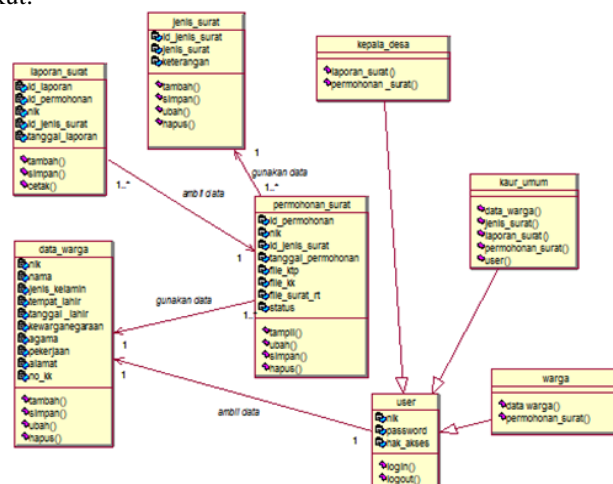 jenis_surat
id_jenis_surat
jenis_surat
keterangan
tambah()
simpan()
ubah()
hapus()
kepala_desa
laporan_surat()
permohonan _surat()
laporan_surat
id_laporan
id_permohonan
nik
id_jenis_surat
tanggal_laporan
tambah()
simpan()
cetak()
1
gunakan data
1..*
1..*
ambil data
1
permohonan_surat
id_permohonan
nik
id_jenis_surat
tanggal_permohonan
file_ktp
file_kk
file_surat_rt
status
tampil()
ubah()
simpan()
hapus()
kaur_umum
data_warga()
jenis_surat()
laporan_surat()
permohonan_surat()
user()
data_warga
nik
nama
jenis_kelamin
tempat_lahir
tanggal _lahir
kewarganegaraan
agama
pekerjaan
alamat
no_kk
tambah()
simpan()
ubah()
hapus()
gunakan data
1..*
1
1
ambil data
1
user
nik
password
hak_akses
login()
logout()
warga
data warga()
permohonan_surat()